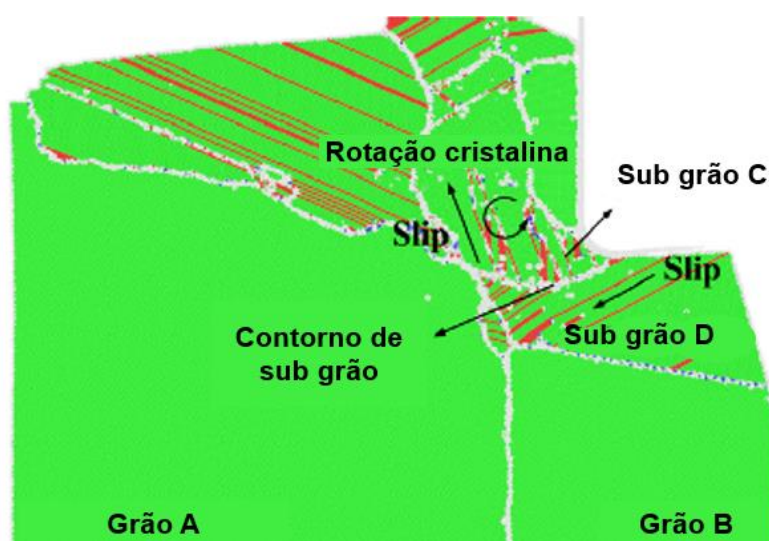 Rotação cristalina
Sub grão C
Slip
Slip
Contorno de
sub grão
Sub grão D
Grão A
Grão B